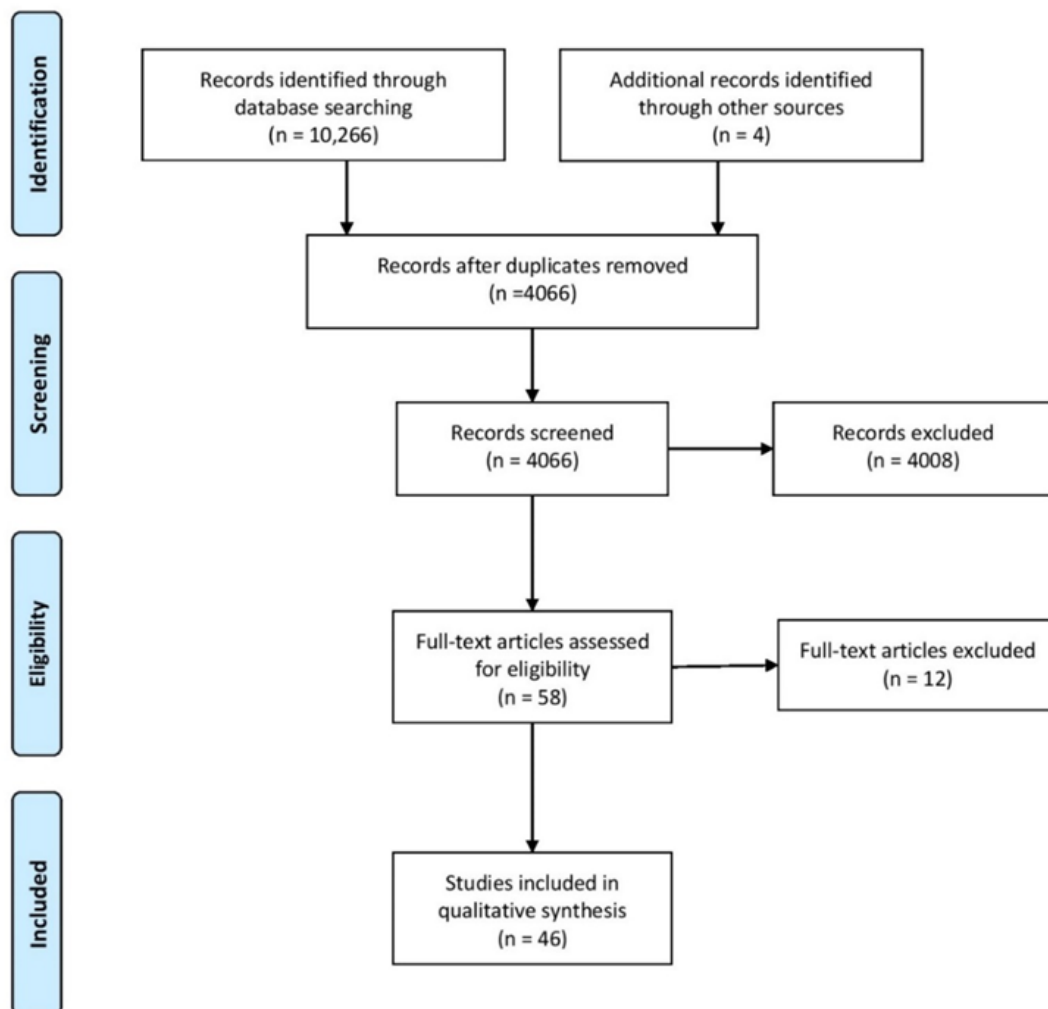 Identification
Records identified through
database searching
(n = 10,266)
Additional records identified
through other sources
(n = 4)
Records after duplicates removed
(n =4066)
Screening
Records screened
(n = 4066)
Records excluded
(n = 4008)
Eligibility
Full-text articles assessed
for eligibility
(n = 58)
Full-text articles excluded
(n = 12)
Included
Studies included in
qualitative synthesis
(n = 46)